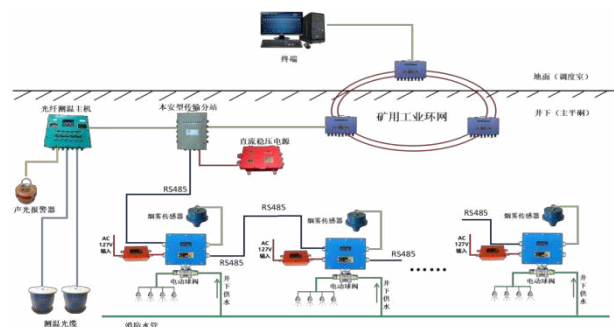 终端
地面（调度室）
光纤测温主机
本安型传输分站
矿用工业环网
井下（主平硐）
直流稳压电源
声光报警器
RS485
烟雾传感器
RS485
烟雾传感器
RS485
烟雾传感器
AC
127V
输入
RS485
AC
127V
输入
RS485
AC
127V
输入
电动球阀
井下供水
电动球阀
井下供水
电动球阀
井下供水
测温光缆
消防水管